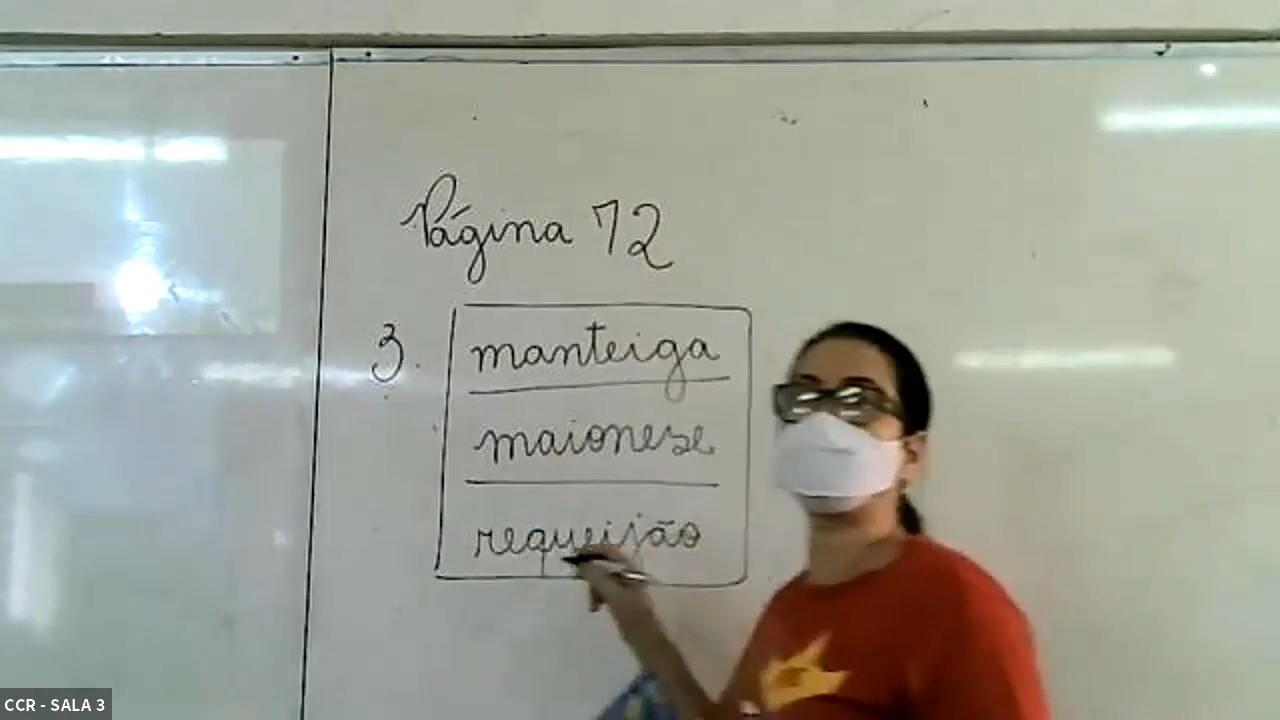 Página 72
3. manteiga
maionese
requeijão
CCR - SALA 3